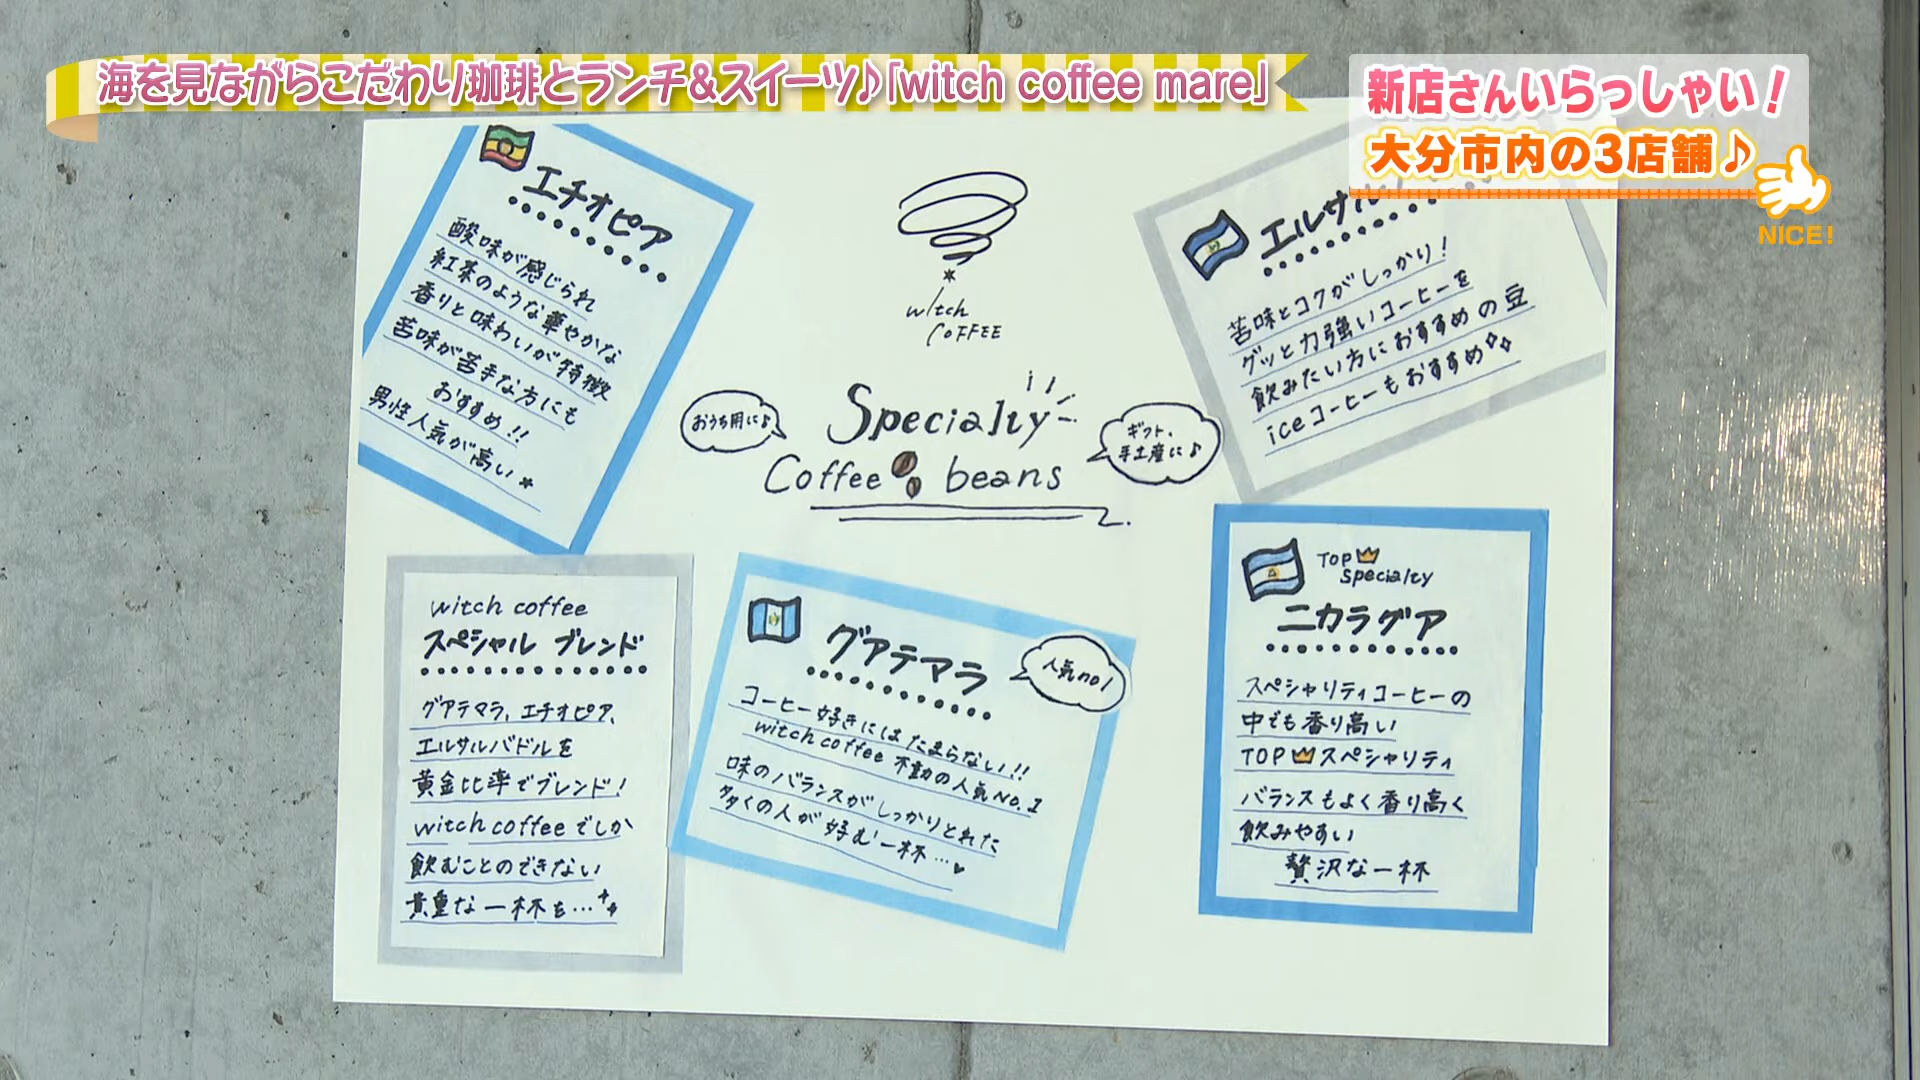 海を見ながらこだわり珈琲とランチ&スイーツ♪「witch coffee mare」
新店さんいらっしゃい!
大分市内の3店舗♪
NICE!
エチオピア
酸味が感じられ
紅茶のような華やかな
香りと味わいが特徴
苦味が苦手な方にも
おすすめ!!
男性人気が高い*
witch
COFFEE
Specialty
Coffee beans
おうち用に♪
ギフト、
手土産に♪
エルサル
苦味とコクがしっかり!
グッと力強いコーヒーを
飲みたい方におすすめの豆
iceコーヒーもおすすめ
witch coffee
スペシャル ブレンド
グアテマラ、エチオピア、
エルサルバドルを
黄金比率でブレンド!
witch coffeeでしか
飲むことのできない
貴重な一杯を…
グアテマラ
人気no1
コーヒー好きにはたまらない!!
witch coffee 不動の人気No.1
味のバランスがしっかりとれた
多くの人が好む一杯…♥
TOP
Specialty
ニカラグア
スペシャリティコーヒーの
中でも香り高い
TOP👑スペシャリティ
バランスもよく香り高く
飲みやすい
贅沢な一杯